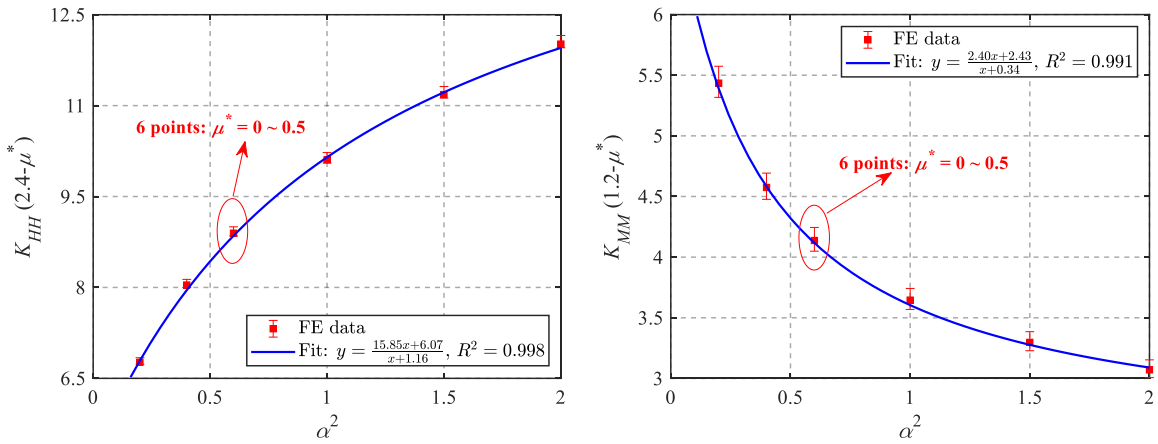 12.5
11
9.5
8
6.5
K_HH (2.4-μ*)
6 points: μ* = 0 ~ 0.5
FE data
Fit: y = (15.85x+6.07)/(x+1.16), R² = 0.998
0 0.5 1 1.5 2
α²
6
5.5
5
4.5
4
3.5
3
K_MM (1.2-μ*)
FE data
Fit: y = (2.40x+2.43)/(x+0.34), R² = 0.991
6 points: μ* = 0 ~ 0.5
0 0.5 1 1.5 2
α²